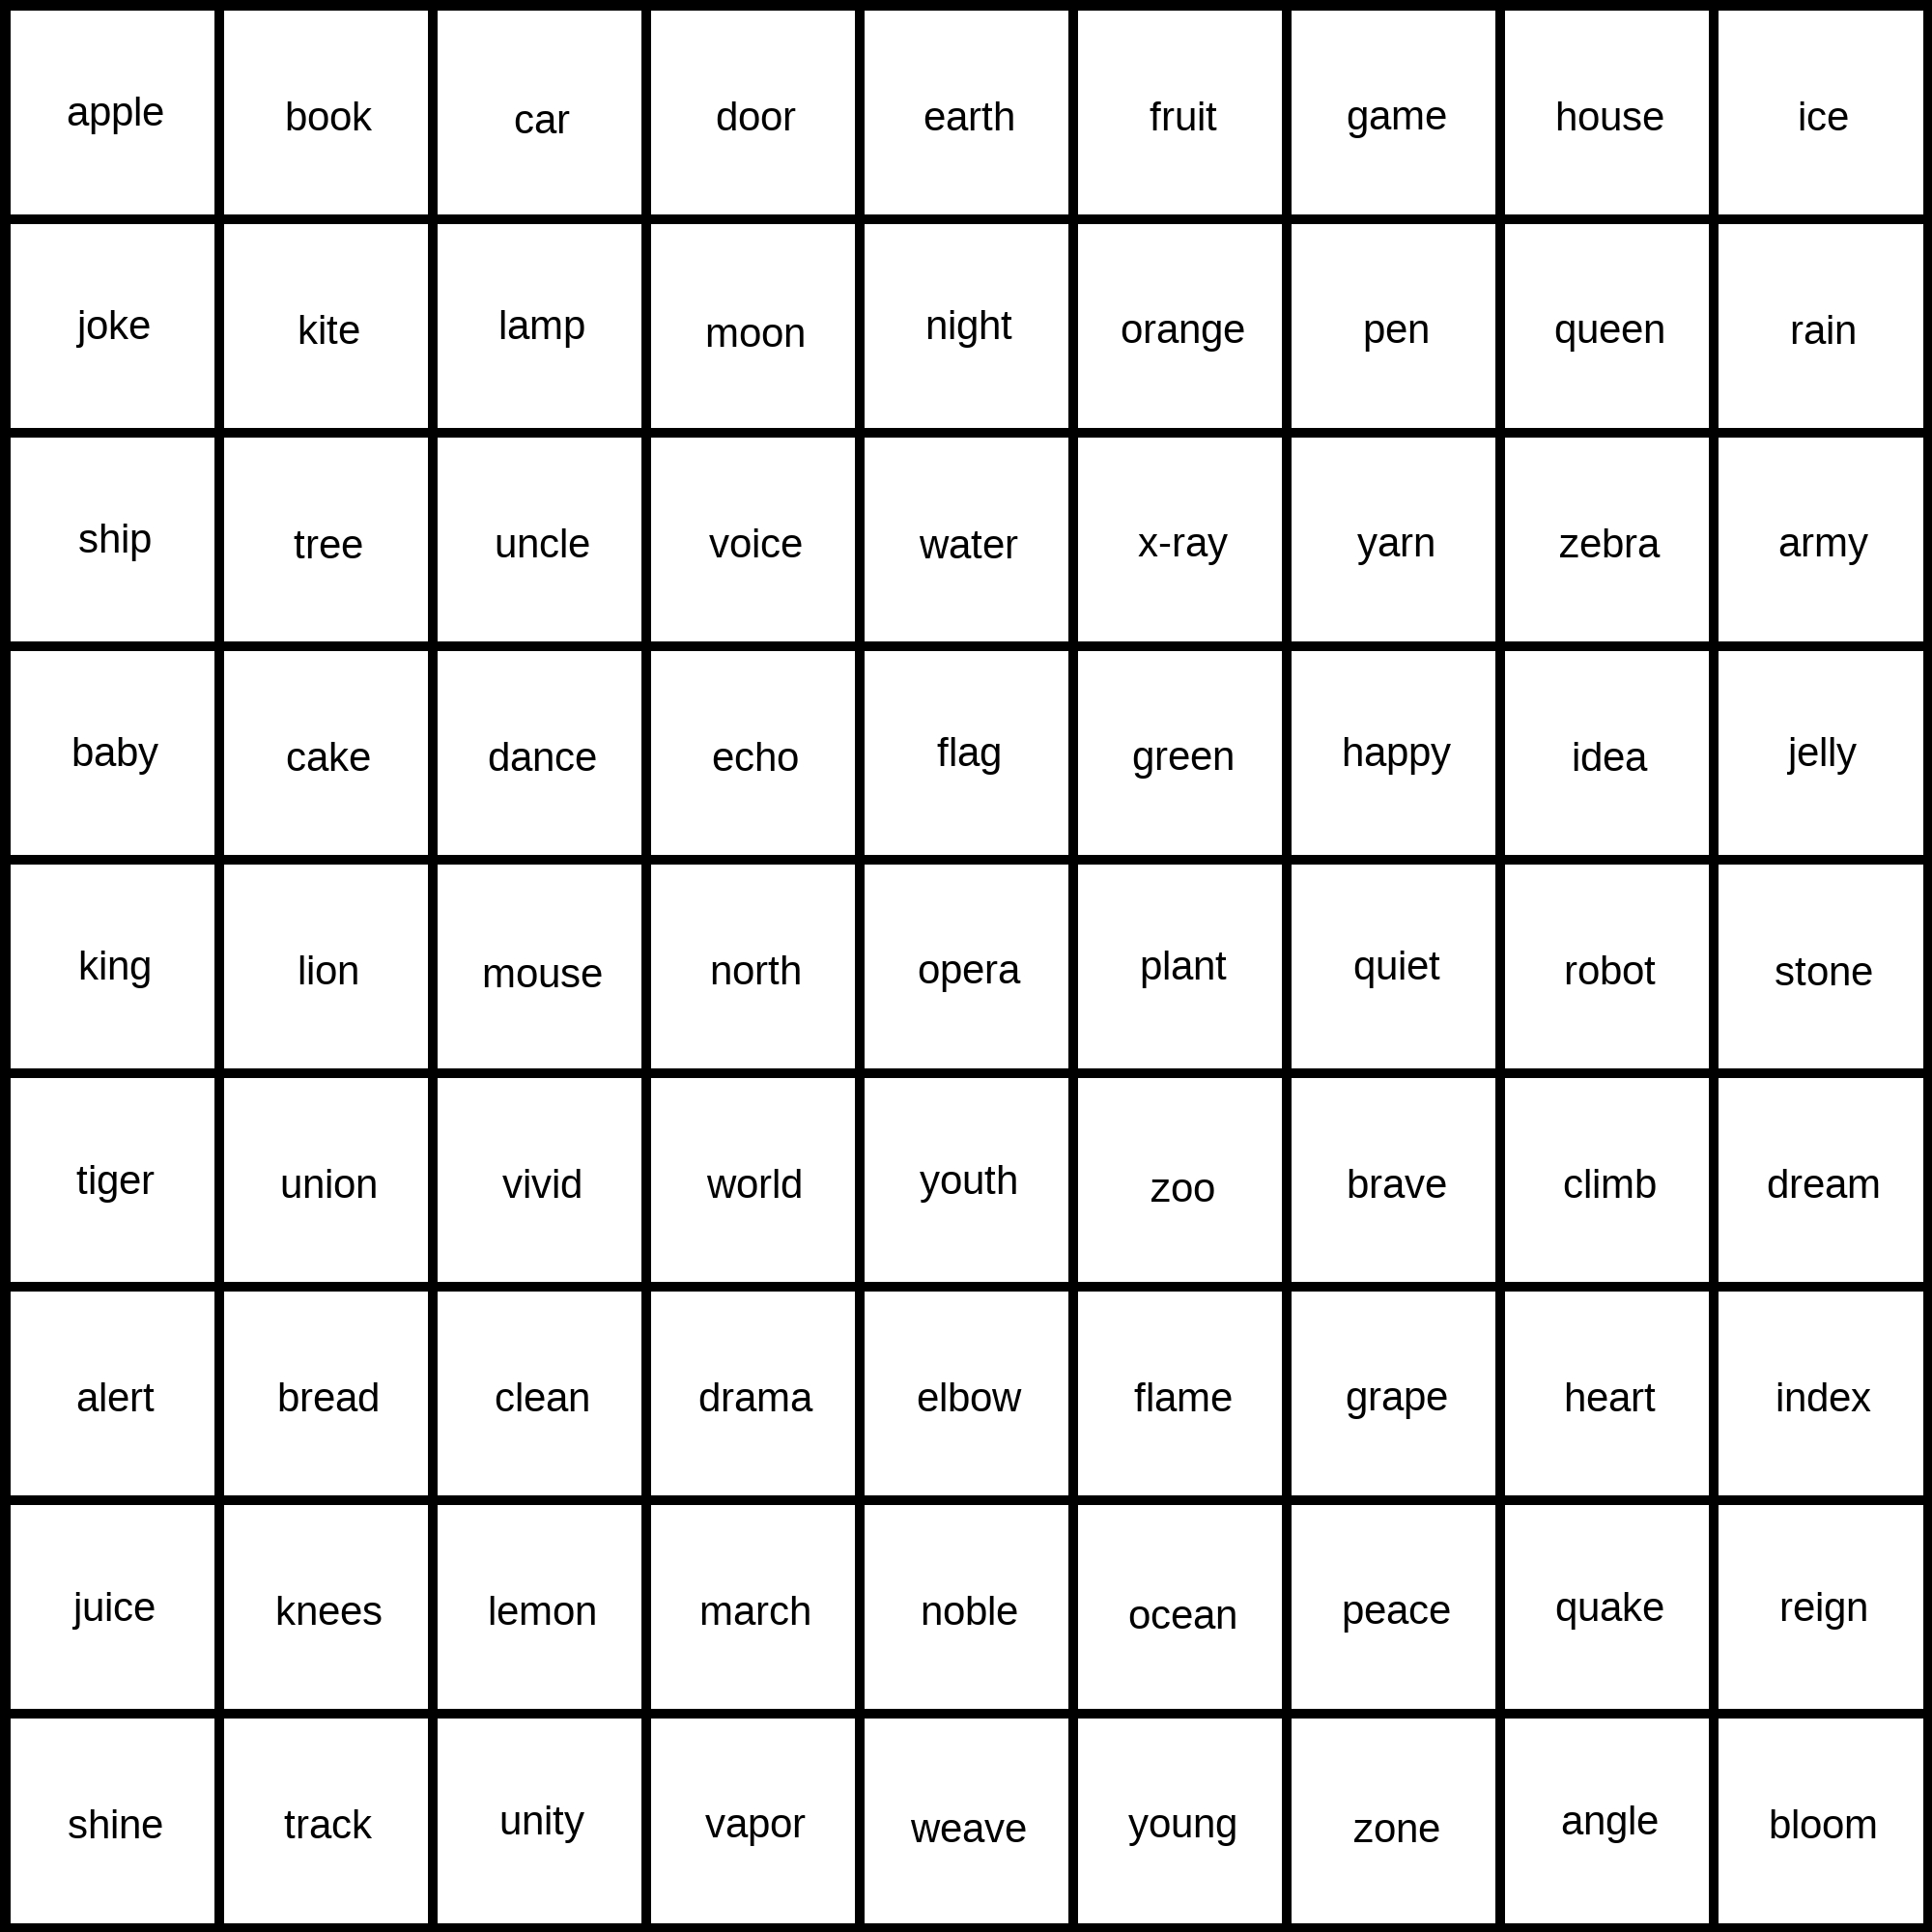 apple book car door earth fruit game house ice
joke kite lamp moon night orange pen queen rain
ship tree uncle voice water x-ray yarn zebra army
baby cake dance echo flag green happy idea jelly
king lion mouse north opera plant quiet robot stone
tiger union vivid world youth zoo brave climb dream
alert bread clean drama elbow flame grape heart index
juice knees lemon march noble ocean peace quake reign
shine track unity vapor weave young zone angle bloom